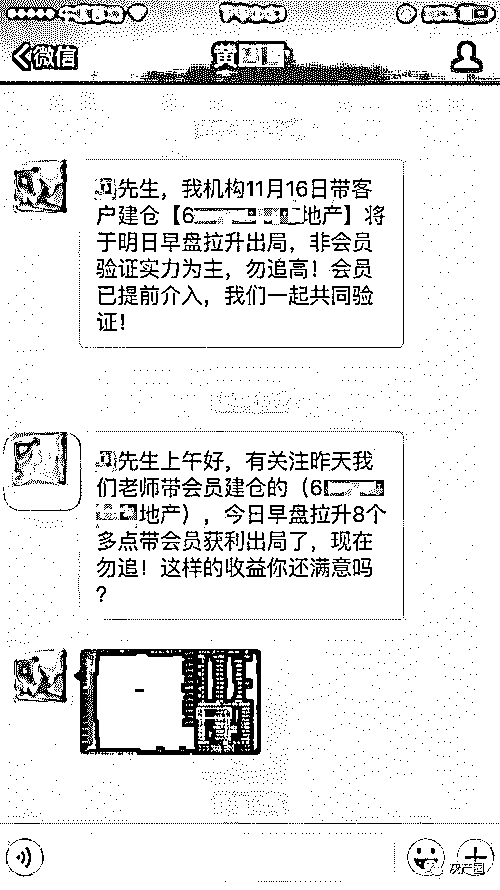 微信
黄
先生，我机构11月16日带客
户建仓【6 地产】将
于明日早盘拉升出局，非会员
验证实力为主，勿追高！会员
已提前介入，我们一起共同验
证！
先生上午好，有关注昨天我
们老师带会员建仓的（6
地产），今日早盘拉升8个
多点带会员获利出局了，现在
勿追！这样的收益你还满意吗
？
灰产圈